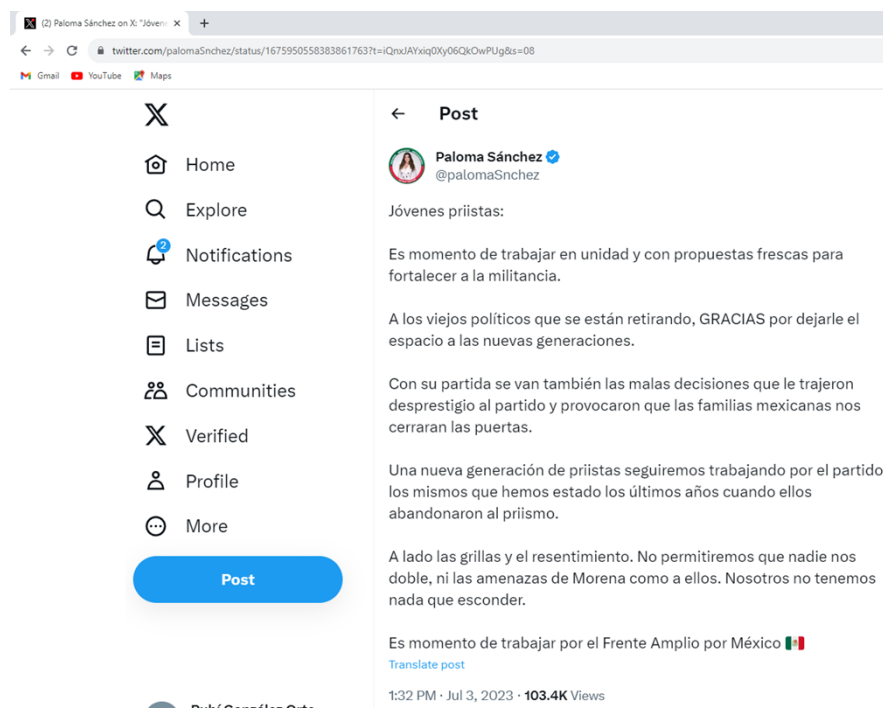 (2) Paloma Sánchez on X: "Jóvene
twitter.com/palomaSnchez/status/1675950558383861763?t=iQnxJAYxiq0Xy06QkOwPUg&s=08
Gmail YouTube Maps
Post
Paloma Sánchez
@palomaSnchez
Home
Explore
2
Notifications
Messages
Lists
Communities
Verified
Profile
More
Post
Jóvenes priistas:
Es momento de trabajar en unidad y con propuestas frescas para
fortalecer a la militancia.
A los viejos políticos que se están retirando, GRACIAS por dejarle el
espacio a las nuevas generaciones.
Con su partida se van también las malas decisiones que le trajeron
desprestigio al partido y provocaron que las familias mexicanas nos
cerraran las puertas.
Una nueva generación de priistas seguiremos trabajando por el partido
los mismos que hemos estado los últimos años cuando ellos
abandonaron al priismo.
A lado las grillas y el resentimiento. No permitiremos que nadie nos
doble, ni las amenazas de Morena como a ellos. Nosotros no tenemos
nada que esconder.
Es momento de trabajar por el Frente Amplio por México 🇲🇽
Translate post
1:32 PM · Jul 3, 2023 · 103.4K Views